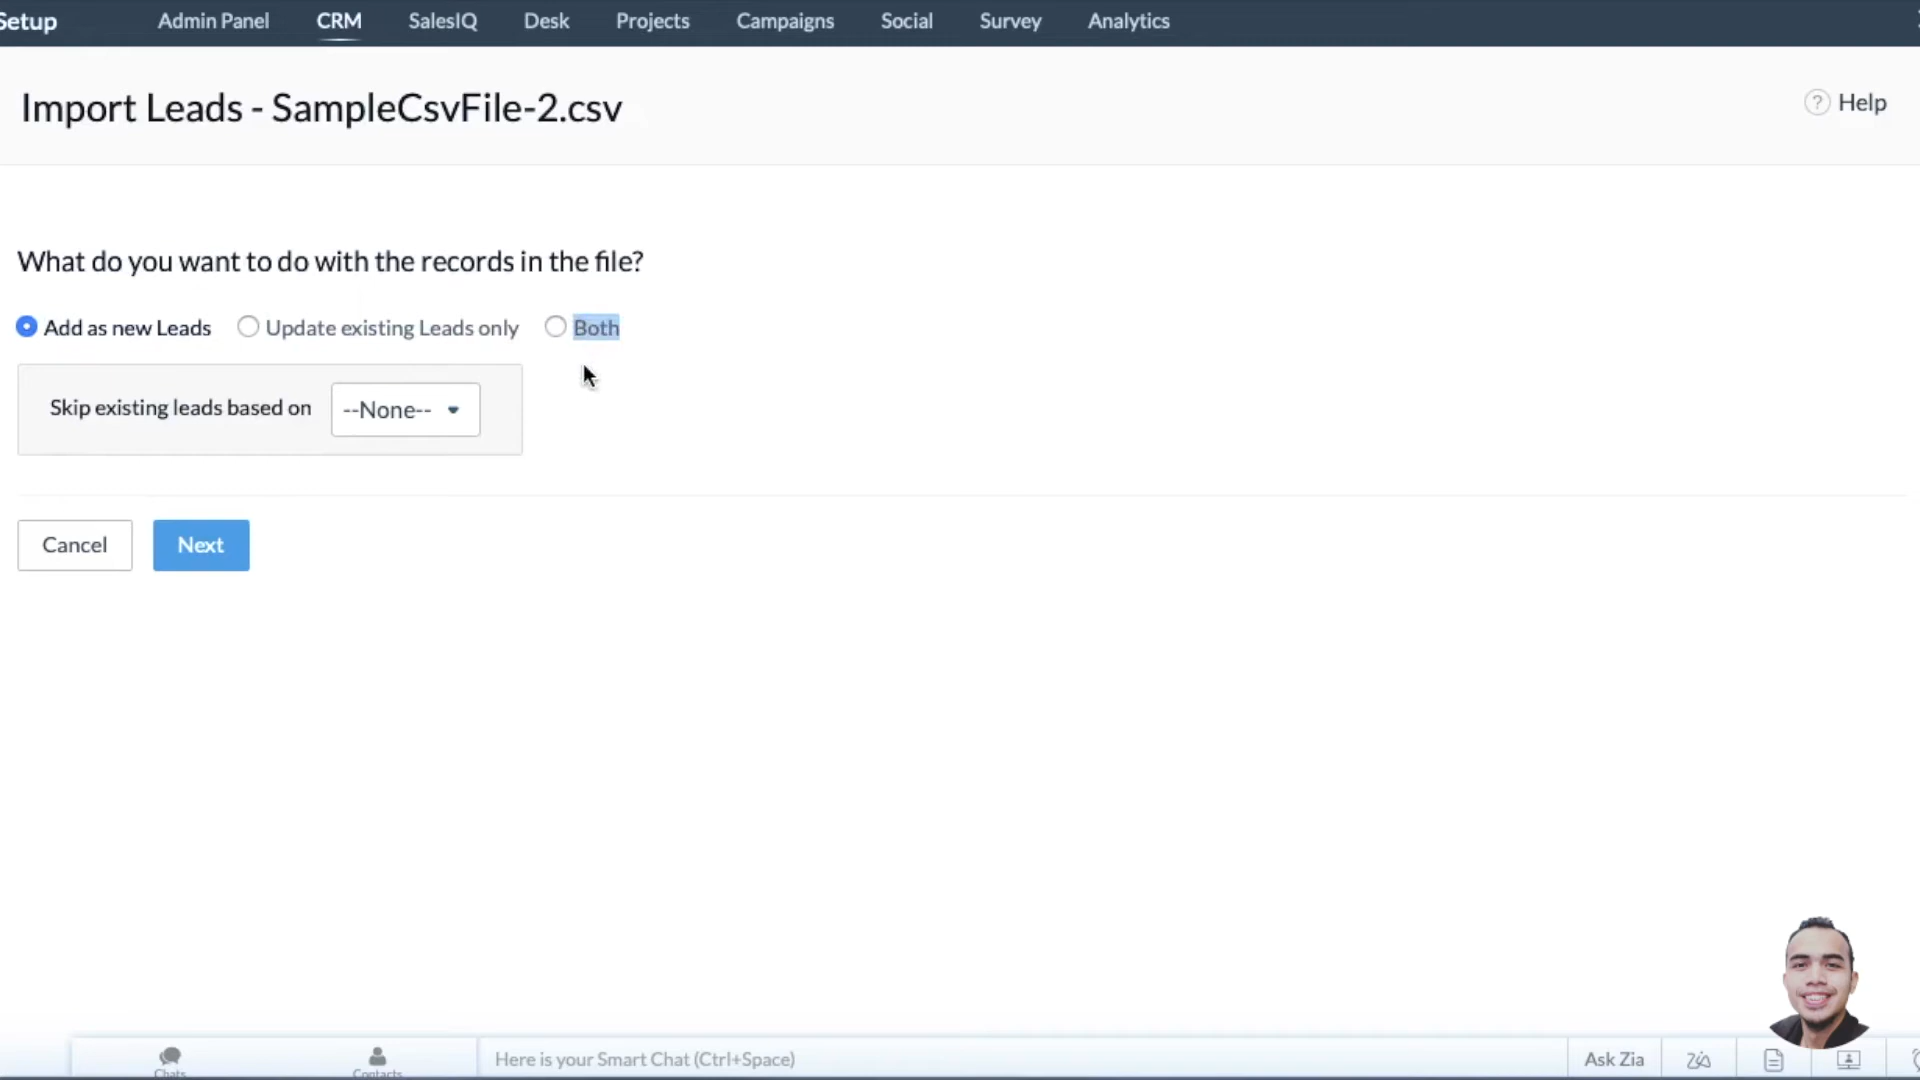 Setup Admin Panel CRM SalesIQ Desk Projects Campaigns Social Survey Analytics
Import Leads - SampleCsvFile-2.csv
? Help
What do you want to do with the records in the file?
Add as new Leads Update existing Leads only Both
Skip existing leads based on --None--
Cancel Next
Chats Contacts Here is your Smart Chat (Ctrl+Space) Ask Zia